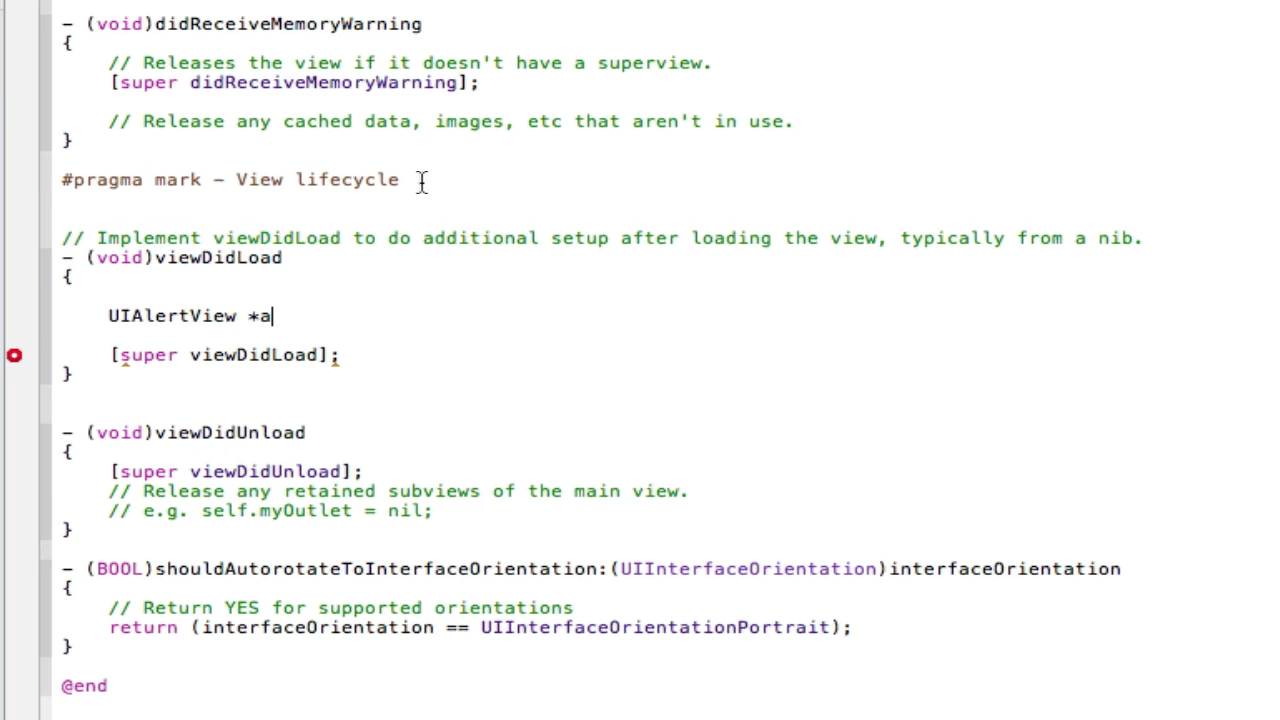 - (void)didReceiveMemoryWarning
{
    // Releases the view if it doesn't have a superview.
    [super didReceiveMemoryWarning];
    // Release any cached data, images, etc that aren't in use.
}
#pragma mark - View lifecycle
// Implement viewDidLoad to do additional setup after loading the view, typically from a nib.
- (void)viewDidLoad
{
    UIAlertView *a
    [super viewDidLoad];
}
- (void)viewDidUnload
{
    [super viewDidUnload];
    // Release any retained subviews of the main view.
    // e.g. self.myOutlet = nil;
}
- (BOOL)shouldAutorotateToInterfaceOrientation:(UIInterfaceOrientation)interfaceOrientation
{
    // Return YES for supported orientations
    return (interfaceOrientation == UIInterfaceOrientationPortrait);
}
@end